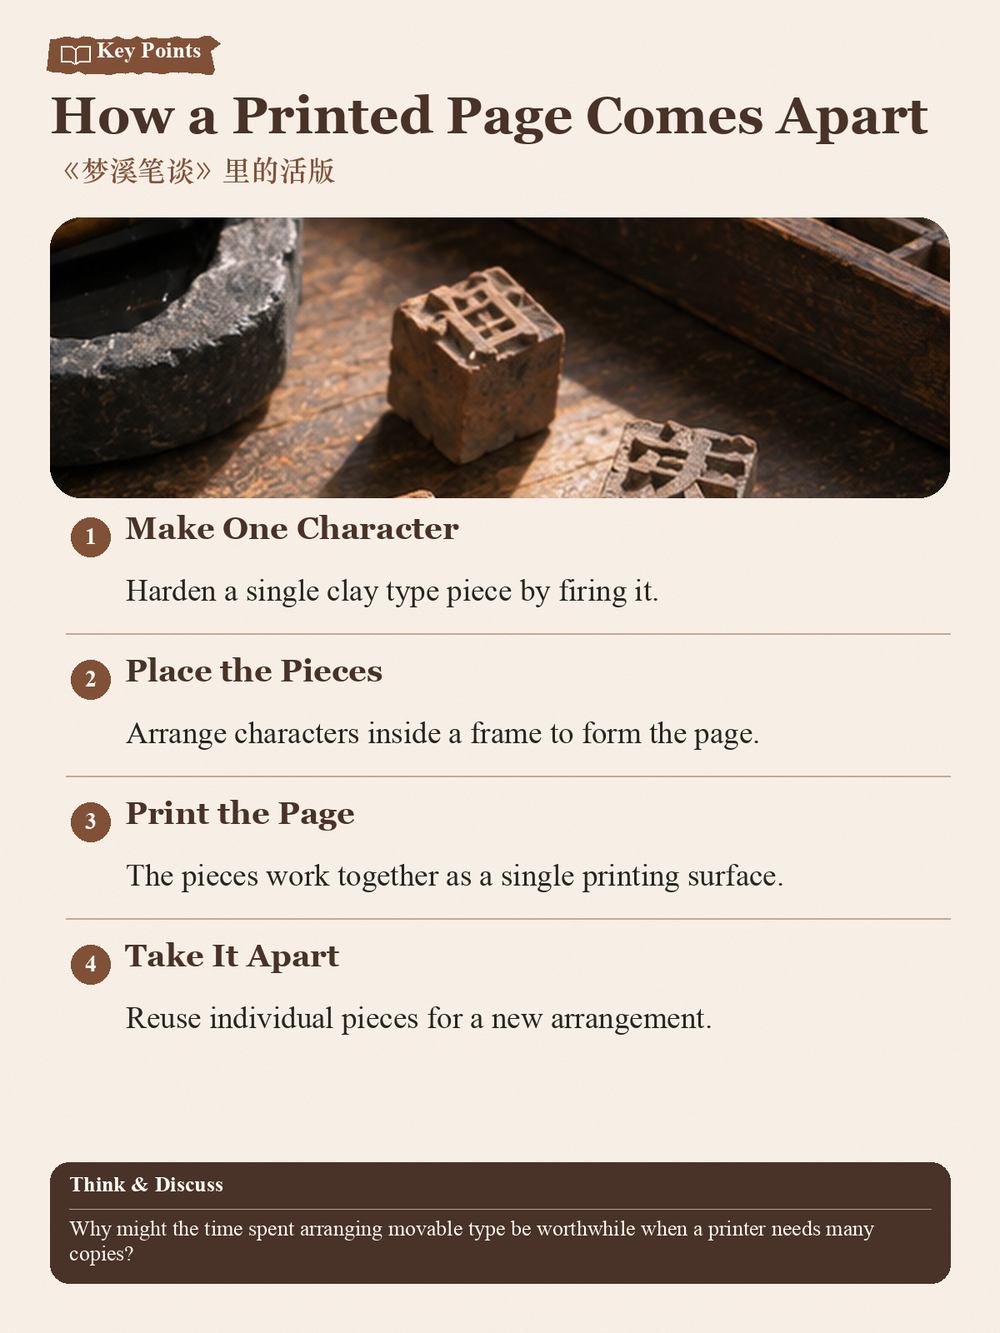 Key Points
How a Printed Page Comes Apart
《梦溪笔谈》里的活版
1 Make One Character
Harden a single clay type piece by firing it.
2 Place the Pieces
Arrange characters inside a frame to form the page.
3 Print the Page
The pieces work together as a single printing surface.
4 Take It Apart
Reuse individual pieces for a new arrangement.
Think & Discuss
Why might the time spent arranging movable type be worthwhile when a printer needs many
copies?